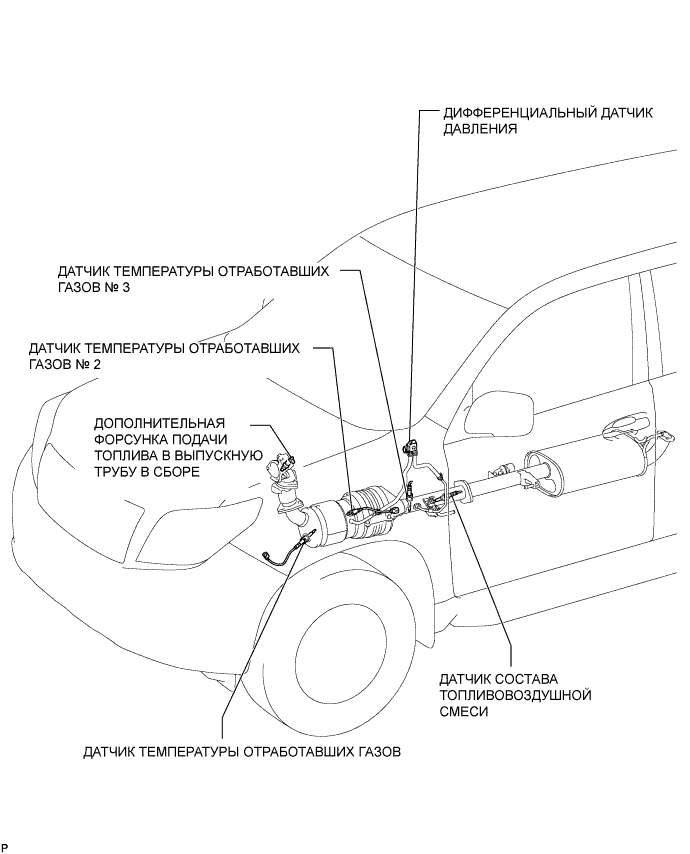 ДИФФЕРЕНЦИАЛЬНЫЙ ДАТЧИК
ДАВЛЕНИЯ
ДАТЧИК ТЕМПЕРАТУРЫ ОТРАБОТАВШИХ
ГАЗОВ № 3
ДАТЧИК ТЕМПЕРАТУРЫ ОТРАБОТАВШИХ
ГАЗОВ № 2
ДОПОЛНИТЕЛЬНАЯ
ФОРСУНКА ПОДАЧИ
ТОПЛИВА В ВЫПУСКНУЮ
ТРУБУ В СБОРЕ
ДАТЧИК СОСТАВА
ТОПЛИВОВОЗДУШНОЙ
СМЕСИ
ДАТЧИК ТЕМПЕРАТУРЫ ОТРАБОТАВШИХ ГАЗОВ
P